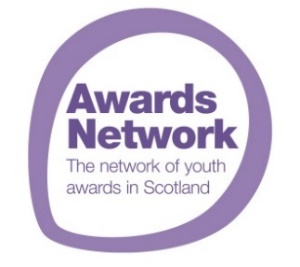 Awards
Network
The network of youth
awards in Scotland